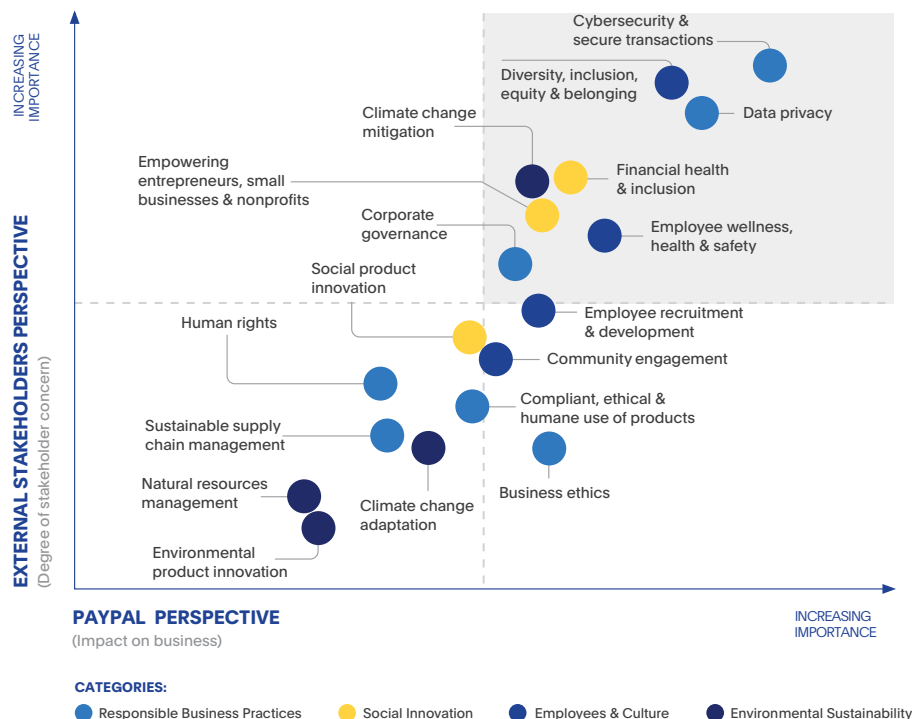 INCREASING
IMPORTANCE
EXTERNAL STAKEHOLDERS PERSPECTIVE
(Degree of stakeholder concern)
Cybersecurity &
secure transactions
Diversity, inclusion,
equity & belonging
Data privacy
Climate change
mitigation
Empowering
entrepreneurs, small
businesses & nonprofits
Financial health
& inclusion
Corporate
governance
Employee wellness,
health & safety
Social product
innovation
Human rights
Employee recruitment
& development
Community engagement
Compliant, ethical &
humane use of products
Sustainable supply
chain management
Natural resources
management
Climate change
adaptation
Business ethics
Environmental
product innovation
PAYPAL PERSPECTIVE
(Impact on business)
INCREASING
IMPORTANCE
CATEGORIES:
Responsible Business Practices
Social Innovation
Employees & Culture
Environmental Sustainability